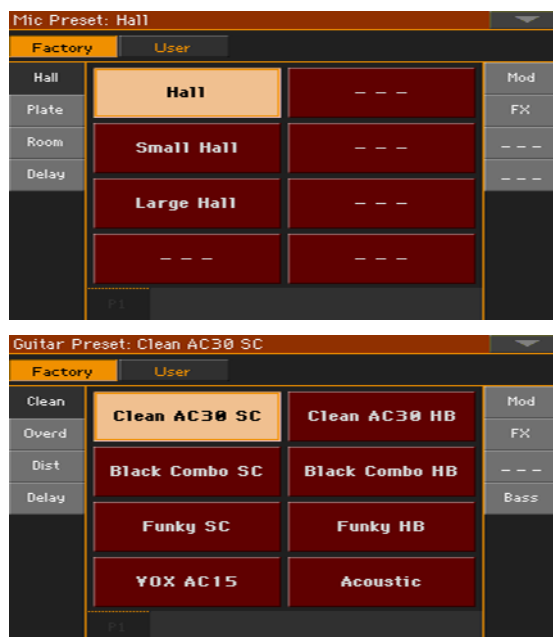 Mic Preset: Hall
Factory User
Hall Hall - - - Mod
Plate FX
Room Small Hall - - - - - -
Delay - - -
Large Hall - - -
- - - - - -
P1
Guitar Preset: Clean AC30 SC
Factory User
Clean Clean AC30 SC Clean AC30 HB Mod
Overd FX
Dist Black Combo SC Black Combo HB - - -
Delay Bass
Funky SC Funky HB
VOX AC15 Acoustic
P1